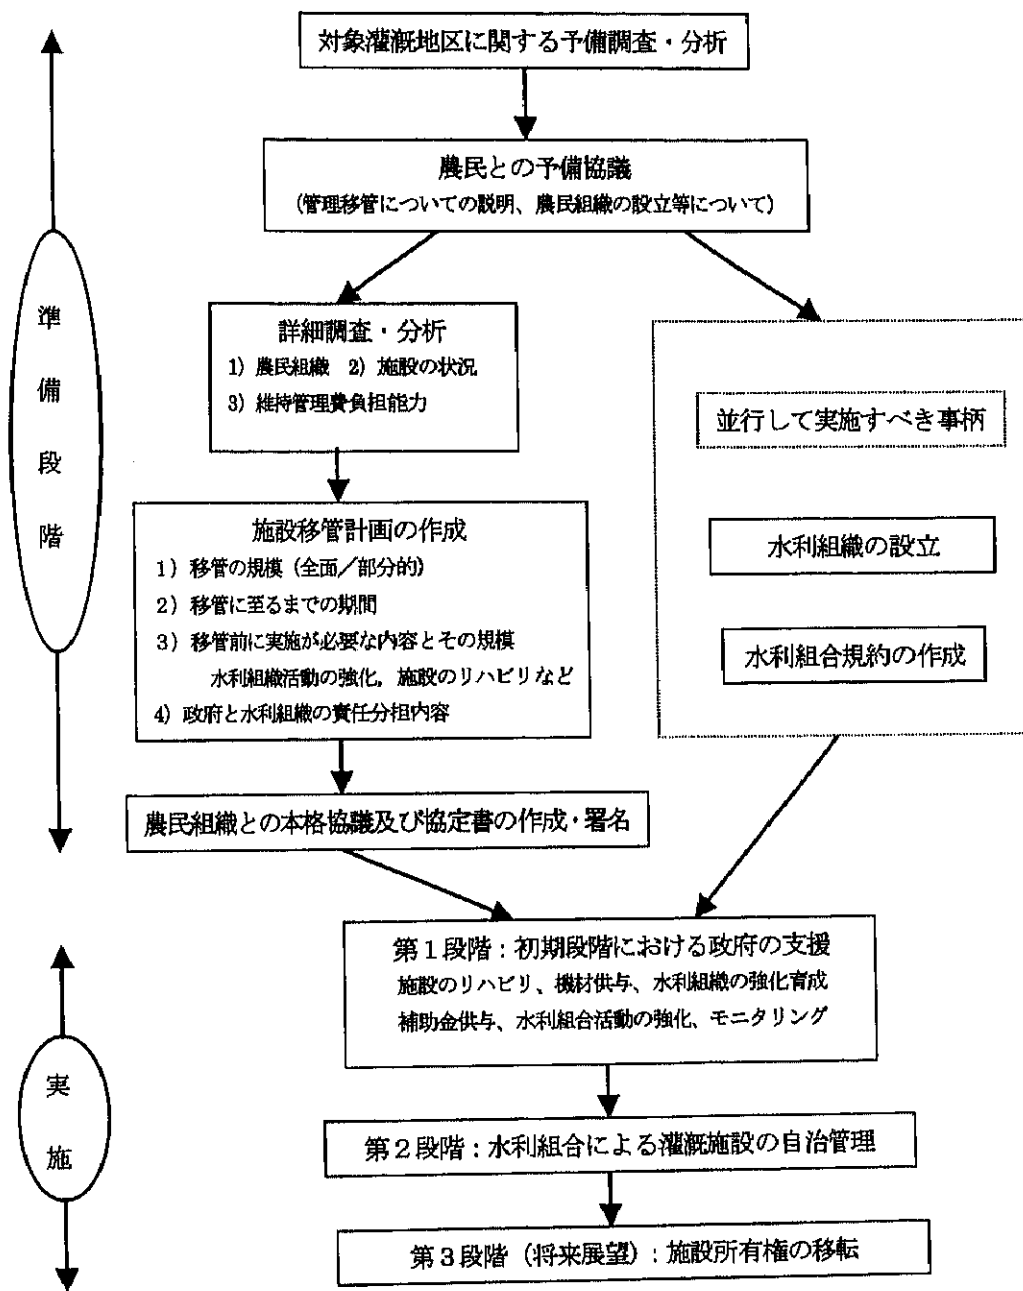 対象灌漑地区に関する予備調査・分析
農民との予備協議
(管理移管についての説明、農民組織の設立等について)
準備段階
詳細調査・分析
1) 農民組織 2) 施設の状況
3) 維持管理費負担能力
並行して実施すべき事柄
水利組織の設立
水利組合規約の作成
施設移管計画の作成
1) 移管の規模 (全面/部分的)
2) 移管に至るまでの期間
3) 移管前に実施が必要な内容とその規模
水利組織活動の強化, 施設のリハビリなど
4) 政府と水利組織の責任分担内容
農民組織との本格協議及び協定書の作成・署名
実施
第1段階:初期段階における政府の支援
施設のリハビリ、機材供与、水利組織の強化育成
補助金供与、水利組合活動の強化、モニタリング
第2段階:水利組合による灌漑施設の自治管理
第3段階 (将来展望) : 施設所有権の移転